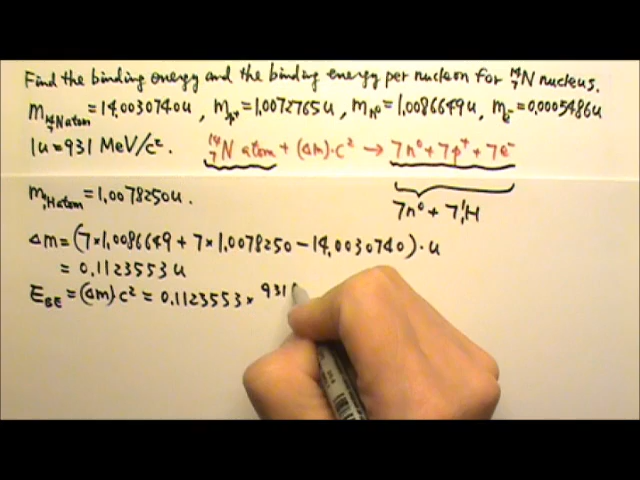 Find the binding energy and the binding energy per nucleon for ¹⁴₇N nucleus.
m¹⁴₇N atom = 14.0030740u , mp⁺ = 1.0072765u , mn⁰ = 1.0086649u , me⁻ = 0.0005486u
1u = 931 MeV/c². ¹⁴₇N atom + (Δm)·c² → 7n⁰ + 7p⁺ + 7e⁻
m¹₁H atom = 1.0078250u. 7n⁰ + 7¹₁H
Δm = (7×1.0086649 + 7×1.0078250 − 14.0030740)·u
= 0.1123553 u
E_BE = (Δm)c² = 0.1123553 × 931